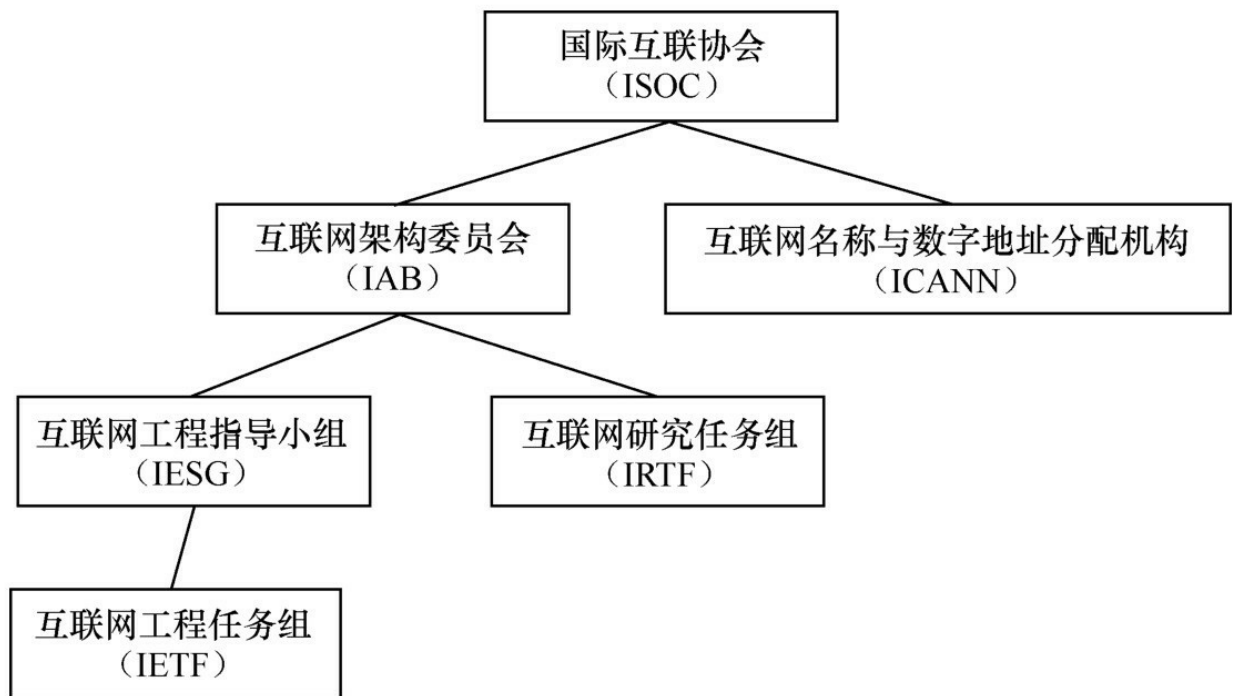 国际互联协会
（ISOC）
互联网架构委员会
（IAB）
互联网名称与数字地址分配机构
（ICANN）
互联网工程指导小组
（IESG）
互联网研究任务组
（IRTF）
互联网工程任务组
（IETF）